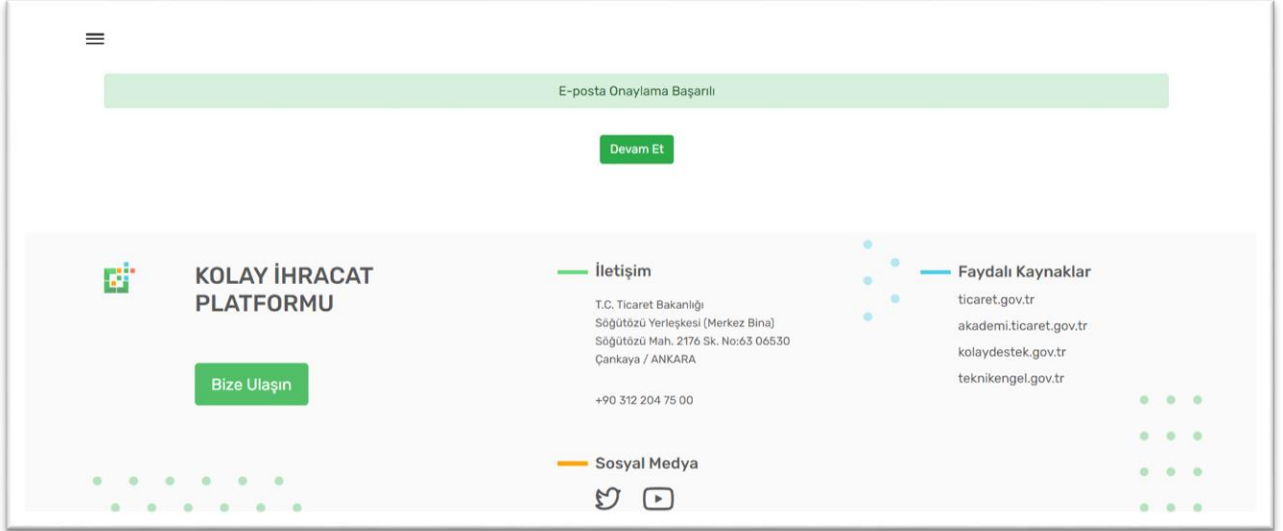 E-posta Onaylama Başarılı
Devam Et
KOLAY İHRACAT
PLATFORMU
Bize Ulaşın
İletişim
T.C. Ticaret Bakanlığı
Söğütözü Yerleşkesi (Merkez Bina)
Söğütözü Mah. 2176 Sk. No:63 06530
Çankaya / ANKARA
+90 312 204 75 00
Sosyal Medya
Faydalı Kaynaklar
ticaret.gov.tr
akademi.ticaret.gov.tr
kolaydestek.gov.tr
teknikengel.gov.tr